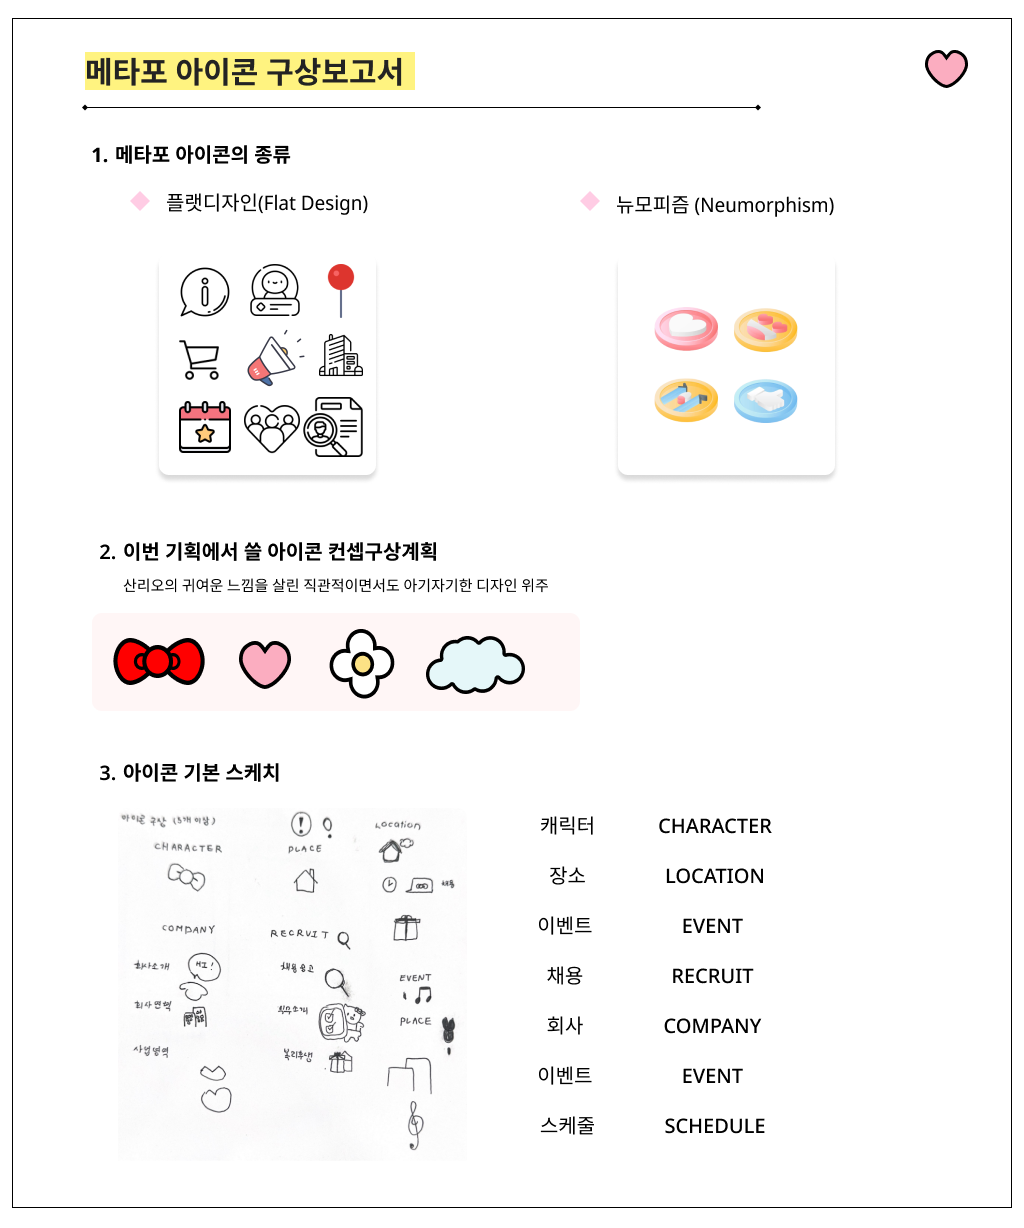 메타포 아이콘 구상보고서
1. 메타포 아이콘의 종류
플랫디자인(Flat Design)
뉴모피즘 (Neumorphism)
2. 이번 기획에서 쓸 아이콘 컨셉구상계획
산리오의 귀여운 느낌을 살린 직관적이면서도 아기자기한 디자인 위주
3. 아이콘 기본 스케치
아이콘 구상 (3개 이상)
CHARACTER
PLACE
Location
채용
COMPANY
RECRUIT
회사소개
HI!
채용공고
EVENT
회사연혁
직무소개
PLACE
사업영역
복리후생
캐릭터 CHARACTER
장소 LOCATION
이벤트 EVENT
채용 RECRUIT
회사 COMPANY
이벤트 EVENT
스케줄 SCHEDULE